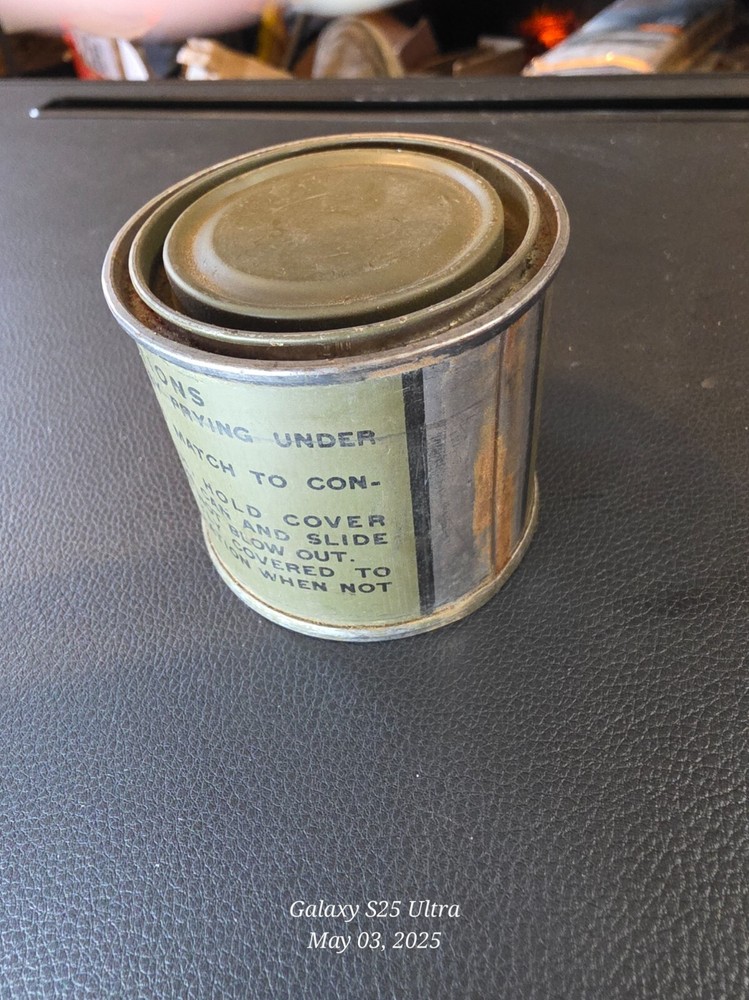 ONS
PRYING UNDER
MATCH TO CON-
HOLD COVER
CAN AND SLIDE
BLOW OUT.
COVERED TO
WHEN NOT
Galaxy S25 Ultra
May 03, 2025